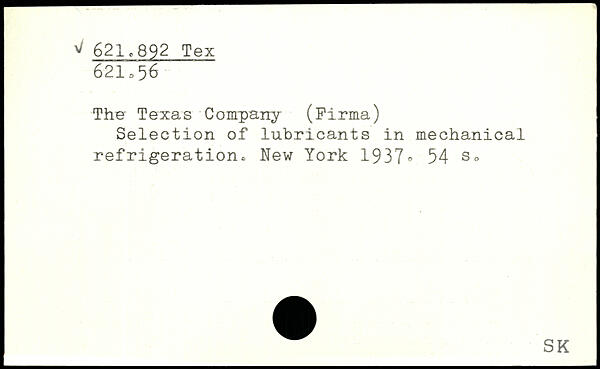 √ 621.892 Tex
621.56
The Texas Company (Firma)
Selection of lubricants in mechanical
refrigeration. New York 1937. 54 s.
SK